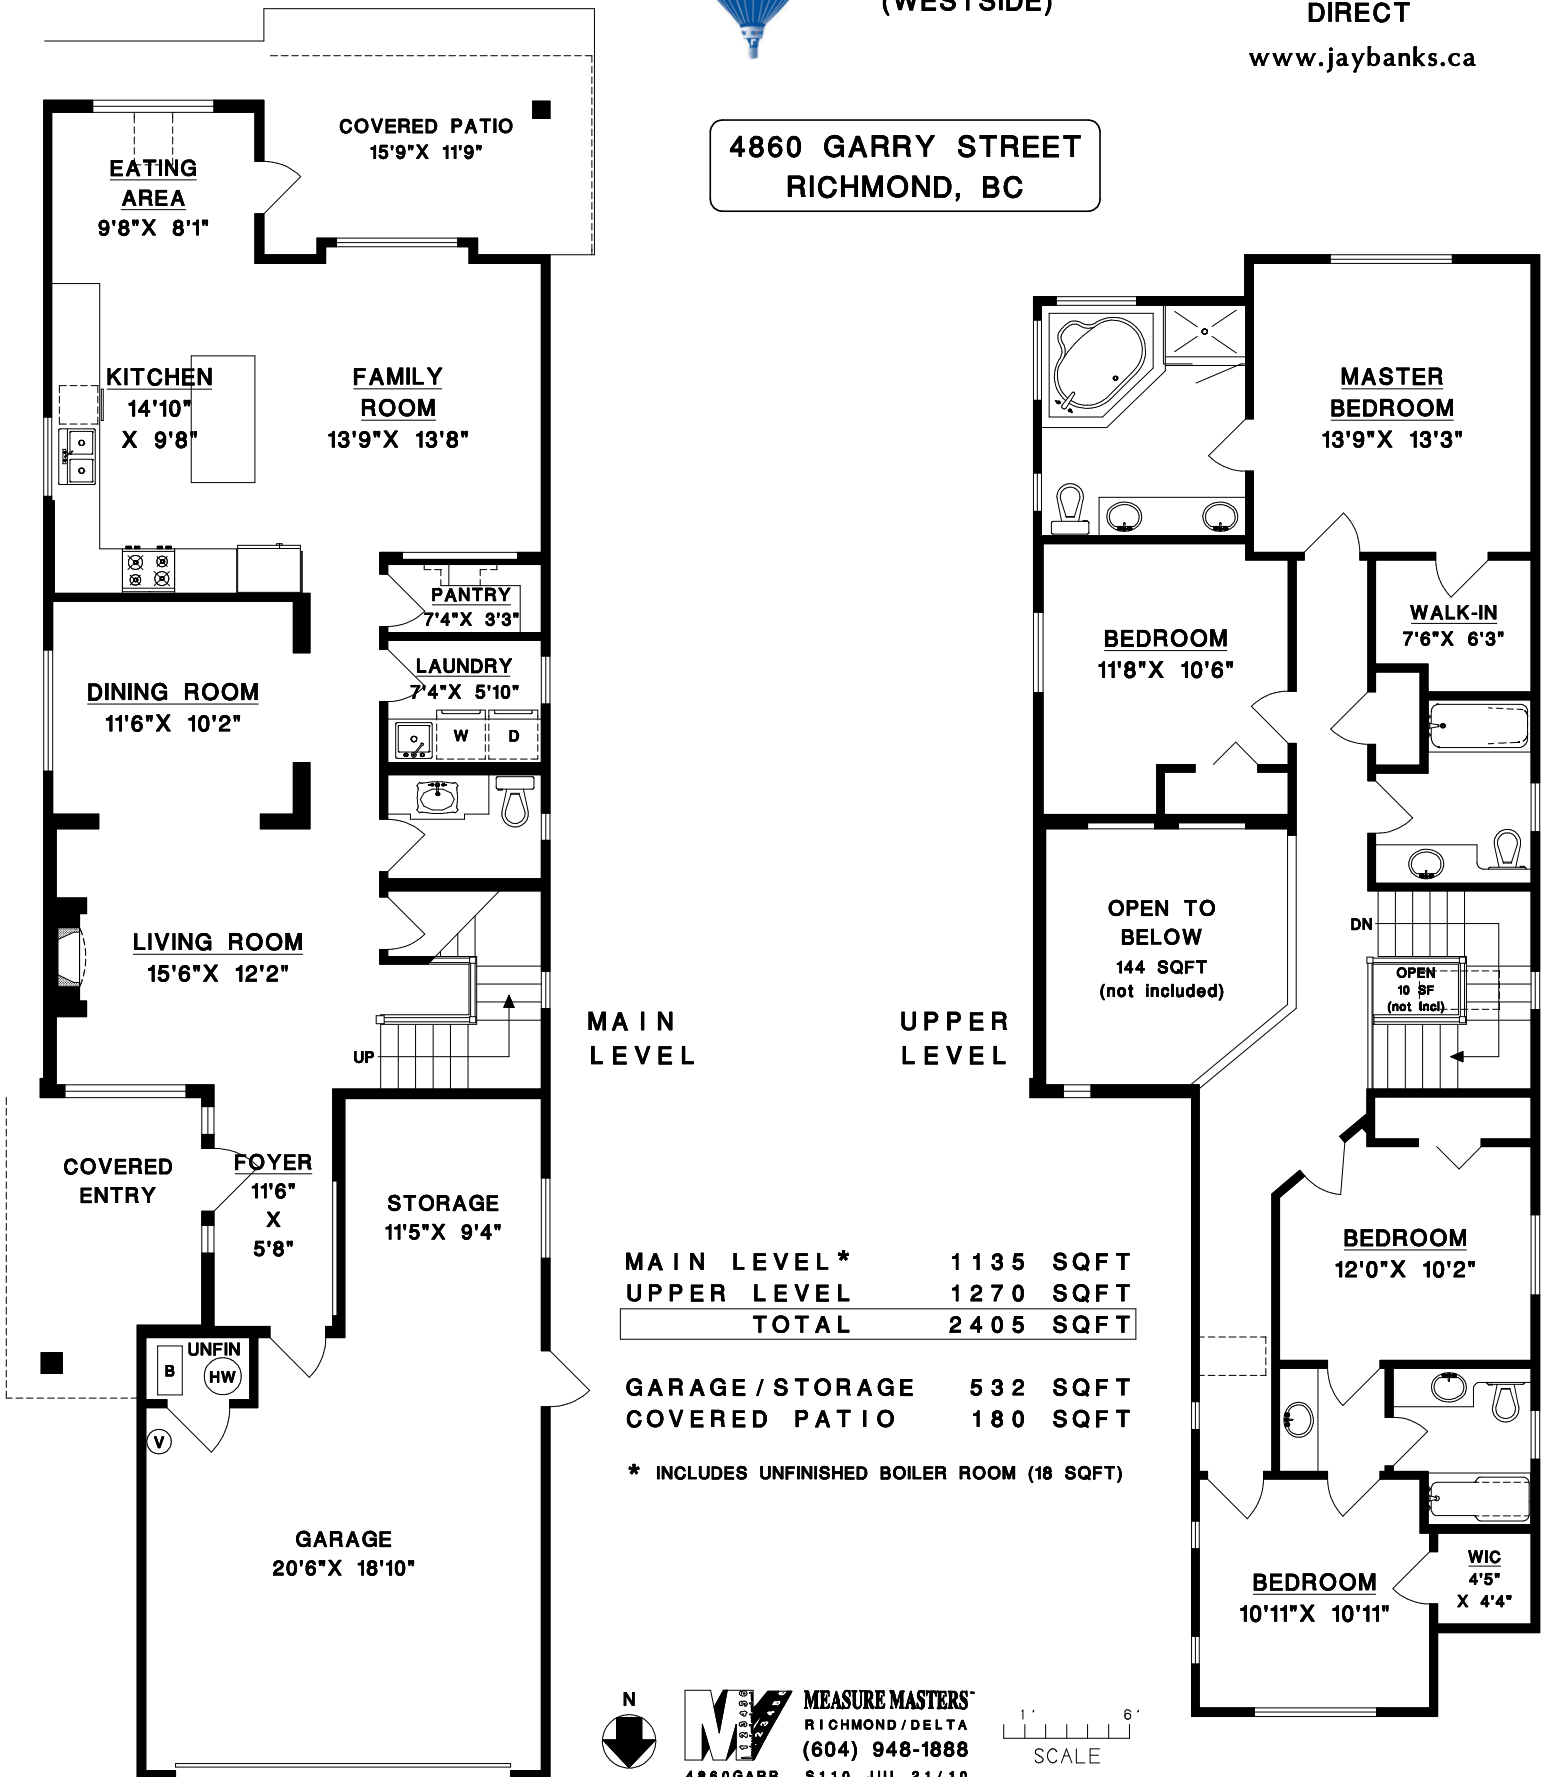 (WESTSIDE)
DIRECT
www.jaybanks.ca
4860 GARRY STREET
RICHMOND, BC
COVERED PATIO
15'9"X 11'9"
EATING
AREA
9'8"X 8'1"
KITCHEN
14'10"
X 9'8"
FAMILY
ROOM
13'9"X 13'8"
PANTRY
7'4"X 3'3"
LAUNDRY
7'4"X 5'10"
W D
DINING ROOM
11'6"X 10'2"
LIVING ROOM
15'6"X 12'2"
UP
MAIN
LEVEL
COVERED
ENTRY
FOYER
11'6"
X
5'8"
STORAGE
11'5"X 9'4"
UNFIN
B
HW
V
GARAGE
20'6"X 18'10"
UPPER
LEVEL
MASTER
BEDROOM
13'9"X 13'3"
WALK-IN
7'6"X 6'3"
BEDROOM
11'8"X 10'6"
OPEN TO
BELOW
144 SQFT
(not included)
DN
OPEN
10 SF
(not incl)
BEDROOM
12'0"X 10'2"
BEDROOM
10'11"X 10'11"
WIC
4'5"
X 4'4"
MAIN LEVEL* 1135 SQFT
UPPER LEVEL 1270 SQFT
TOTAL 2405 SQFT
GARAGE/STORAGE 532 SQFT
COVERED PATIO 180 SQFT
* INCLUDES UNFINISHED BOILER ROOM (18 SQFT)
N
MEASURE MASTERS
RICHMOND/DELTA
(604) 948-1888
4860GARR S110 JUL 21/10
1' 6'
SCALE